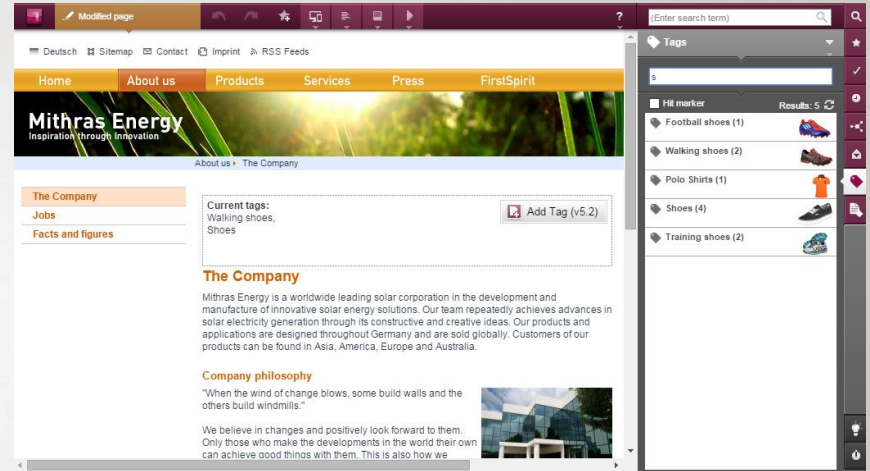 Modified page
?
(Enter search term)
Deutsch Sitemap Contact Imprint RSS Feeds
Home About us Products Services Press FirstSpirit
Mithras Energy
Inspiration through Innovation
About us The Company
The Company
Jobs
Facts and figures
Current tags:
Walking shoes,
Shoes
Add Tag (v5.2)
The Company
Mithras Energy is a worldwide leading solar corporation in the development and
manufacture of innovative solar energy solutions. Our team repeatedly achieves advances in
solar electricity generation through its constructive and creative ideas. Our products and
applications are designed throughout Germany and are sold globally. Customers of our
products can be found in Asia, America, Europe and Australia.
Company philosophy
"When the wind of change blows, some build walls and the
others build windmills."
We believe in changes and positively look forward to them.
Only those who make the developments in the world their own
can achieve good things with them. This is also how we
Tags
s
Hit marker Results: 5
Football shoes (1)
Walking shoes (2)
Polo Shirts (1)
Shoes (4)
Training shoes (2)